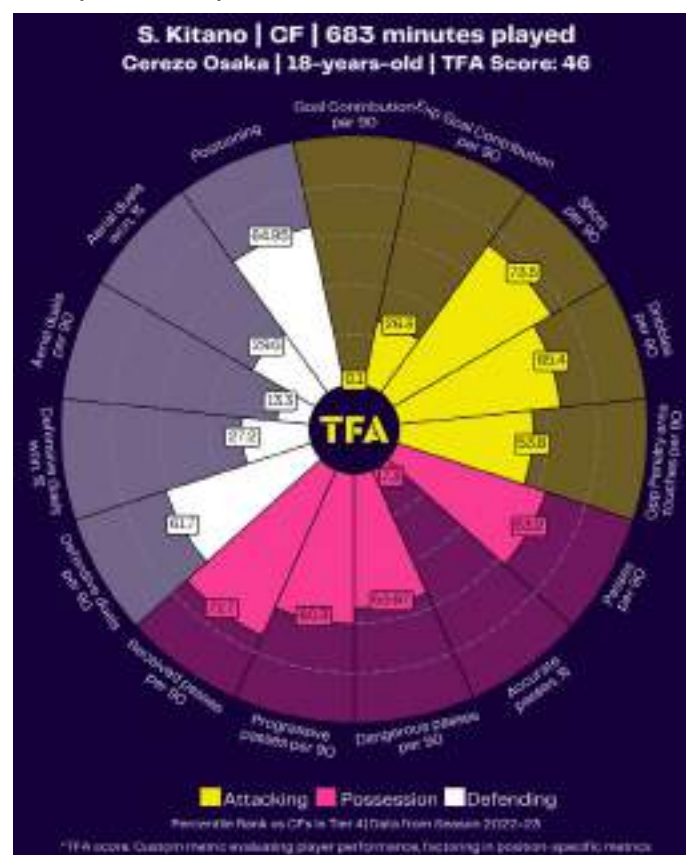 S. Kitano | CF | 683 minutes played
Cerezo Osaka | 18-years-old | TFA Score: 46
Goal Contribution
per 90
Exp Goal Contribution
per 90
Shots
per 90
Dribbles
per 90
Opp Penalty area
touches per 90
Passes
per 90
Accurate
passes, %
Dangerous passes
per 90
Progressive
passes per 90
Received passes
per 90
per 90
Defensive duels
won, %
Aerial duels
per 90
Aerial duels
won, %
Positioning
0.1
73.5
65.4
53.8
61.7
27.2
13.3
64.95
TFA
Attacking Possession Defending
Percentile Rank vs CFs in Tier 4|Data from Season 2022-23
*TFA score: Custom metric evaluating player performance, factoring in position-specific metrics